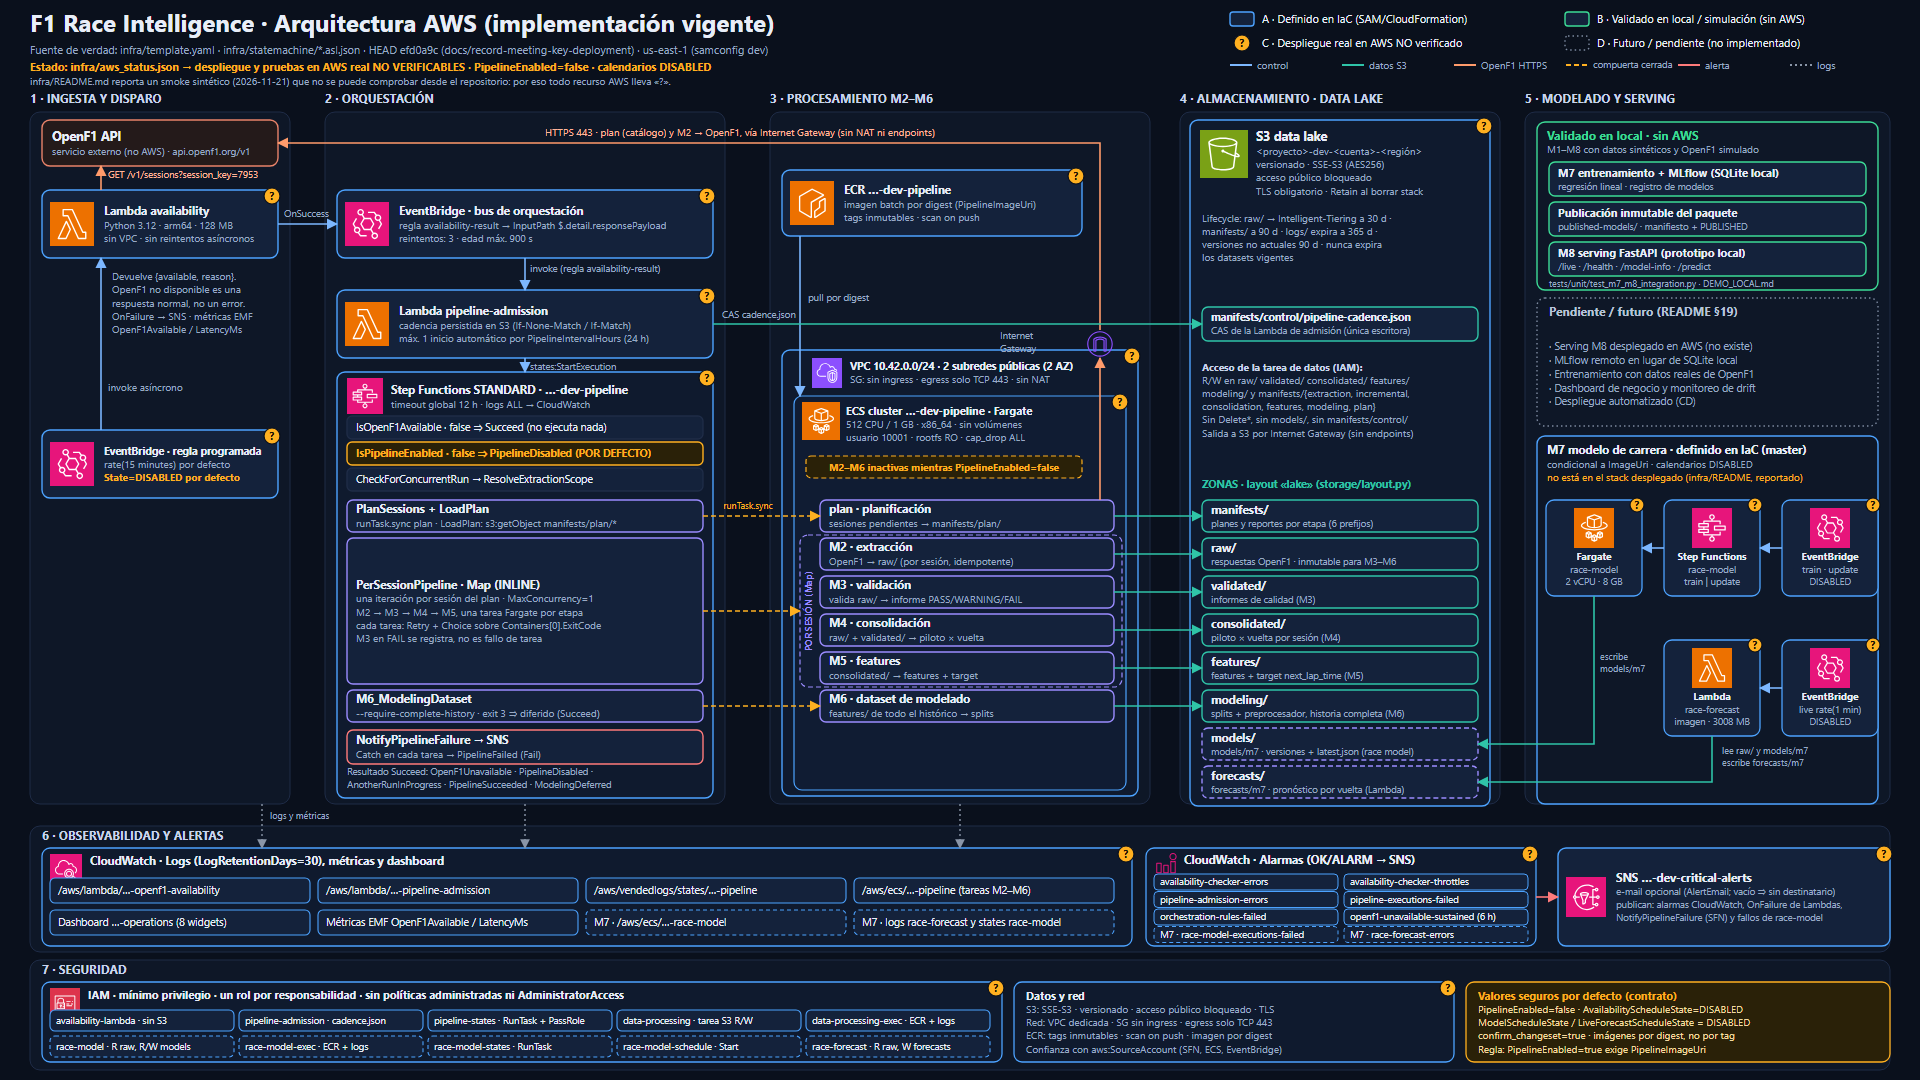 F1 Race Intelligence · Arquitectura AWS (implementación vigente)
Fuente de verdad: infra/template.yaml · infra/statemachine/*.asl.json · HEAD efd0a9c (docs/record-meeting-key-deployment) · us-east-1 (samconfig dev)
Estado: infra/aws_status.json → despliegue y pruebas en AWS real NO VERIFICABLES · PipelineEnabled=false · calendarios DISABLED
infra/README.md reporta un smoke sintético (2026-11-21) que no se puede comprobar desde el repositorio: por eso todo recurso AWS lleva «?».
A · Definido en IaC (SAM/CloudFormation)
B · Validado en local / simulación (sin AWS)
? C · Despliegue real en AWS NO verificado
D · Futuro / pendiente (no implementado)
control
datos S3
OpenF1 HTTPS
compuerta cerrada
alerta
logs
1 · INGESTA Y DISPARO
OpenF1 API
servicio externo (no AWS) · api.openf1.org/v1
GET /v1/sessions?session_key=7953
?
Lambda availability
Python 3.12 · arm64 · 128 MB
sin VPC · sin reintentos asíncronos
OnSuccess
Devuelve {available, reason}.
OpenF1 no disponible es una
respuesta normal, no un error.
OnFailure → SNS · métricas EMF
OpenF1Available / LatencyMs
invoke asíncrono
?
EventBridge · regla programada
rate(15 minutes) por defecto
State=DISABLED por defecto
2 · ORQUESTACIÓN
HTTPS 443 · plan (catálogo) y M2 → OpenF1, vía Internet Gateway (sin NAT ni endpoints)
?
EventBridge · bus de orquestación
regla availability-result → InputPath $.detail.responsePayload
reintentos: 3 · edad máx. 900 s
invoke (regla availability-result)
?
Lambda pipeline-admission
cadencia persistida en S3 (If-None-Match / If-Match)
máx. 1 inicio automático por PipelineIntervalHours (24 h)
CAS cadence.json
states:StartExecution
?
Step Functions STANDARD · ...-dev-pipeline
timeout global 12 h · logs ALL → CloudWatch
IsOpenF1Available · false ⇒ Succeed (no ejecuta nada)
IsPipelineEnabled · false ⇒ PipelineDisabled (POR DEFECTO)
CheckForConcurrentRun → ResolveExtractionScope
PlanSessions + LoadPlan
runTask.sync plan · LoadPlan: s3:getObject manifests/plan/*
runTask.sync
PerSessionPipeline · Map (INLINE)
una iteración por sesión del plan · MaxConcurrency=1
M2 → M3 → M4 → M5, una tarea Fargate por etapa
cada tarea: Retry + Choice sobre Containers[0].ExitCode
M3 en FAIL se registra, no es fallo de tarea
M6_ModelingDataset
--require-complete-history · exit 3 ⇒ diferido (Succeed)
NotifyPipelineFailure → SNS
Catch en cada tarea → PipelineFailed (Fail)
Resultado Succeed: OpenF1Unavailable · PipelineDisabled ·
AnotherRunInProgress · PipelineSucceeded · ModelingDeferred
3 · PROCESAMIENTO M2–M6
?
ECR ...-dev-pipeline
imagen batch por digest (PipelineImageUri)
tags inmutables · scan on push
pull por digest
Internet
Gateway
?
VPC 10.42.0.0/24 · 2 subredes públicas (2 AZ)
SG: sin ingress · egress solo TCP 443 · sin NAT
?
ECS cluster ...-dev-pipeline · Fargate
512 CPU / 1 GB · x86_64 · sin volúmenes
usuario 10001 · rootfs RO · cap_drop ALL
M2–M6 inactivas mientras PipelineEnabled=false
plan · planificación
sesiones pendientes → manifests/plan/
POR SESIÓN (Map)
M2 · extracción
OpenF1 → raw/ (por sesión, idempotente)
M3 · validación
valida raw/ → informe PASS/WARNING/FAIL
M4 · consolidación
raw/ + validated/ → piloto × vuelta
M5 · features
consolidated/ → features + target
M6 · dataset de modelado
features/ de todo el histórico → splits
4 · ALMACENAMIENTO · DATA LAKE
?
S3 data lake
<proyecto>-dev-<cuenta>-<región>
versionado · SSE-S3 (AES256)
acceso público bloqueado
TLS obligatorio · Retain al borrar stack
Lifecycle: raw/ → Intelligent-Tiering a 30 d ·
manifests/ a 90 d · logs/ expira a 365 d ·
versiones no actuales 90 d · nunca expira
los datasets vigentes
manifests/control/pipeline-cadence.json
CAS de la Lambda de admisión (única escritora)
Acceso de la tarea de datos (IAM):
R/W en raw/ validated/ consolidated/ features/
modeling/ y manifests/{extraction, incremental,
consolidation, features, modeling, plan}
Sin Delete*, sin models/, sin manifests/control/
Salida a S3 por Internet Gateway (sin endpoints)
ZONAS · layout «lake» (storage/layout.py)
manifests/
planes y reportes por etapa (6 prefijos)
raw/
respuestas OpenF1 · inmutable para M3–M6
validated/
informes de calidad (M3)
consolidated/
piloto × vuelta por sesión (M4)
features/
features + target next_lap_time (M5)
modeling/
splits + preprocesador, historia completa (M6)
models/
models/m7 · versiones + latest.json (race model)
forecasts/
forecasts/m7 · pronóstico por vuelta (Lambda)
5 · MODELADO Y SERVING
Validado en local · sin AWS
M1–M8 con datos sintéticos y OpenF1 simulado
M7 entrenamiento + MLflow (SQLite local)
regresión lineal · registro de modelos
Publicación inmutable del paquete
published-models/ · manifiesto + PUBLISHED
M8 serving FastAPI (prototipo local)
/live · /health · /model-info · /predict
tests/unit/test_m7_m8_integration.py · DEMO_LOCAL.md
Pendiente / futuro (README §19)
· Serving M8 desplegado en AWS (no existe)
· MLflow remoto en lugar de SQLite local
· Entrenamiento con datos reales de OpenF1
· Dashboard de negocio y monitoreo de drift
· Despliegue automatizado (CD)
M7 modelo de carrera · definido en IaC (master)
condicional a ImageUri · calendarios DISABLED
no está en el stack desplegado (infra/README, reportado)
?
Fargate
race-model
2 vCPU · 8 GB
?
Step Functions
race-model
train | update
?
EventBridge
train · update
DISABLED
escribe
models/m7
?
Lambda
race-forecast
imagen · 3008 MB
?
EventBridge
live rate(1 min)
DISABLED
lee raw/ y models/m7
escribe forecasts/m7
logs y métricas
6 · OBSERVABILIDAD Y ALERTAS
?
CloudWatch · Logs (LogRetentionDays=30), métricas y dashboard
/aws/lambda/...-openf1-availability
/aws/lambda/...-pipeline-admission
/aws/vendedlogs/states/...-pipeline
/aws/ecs/...-pipeline (tareas M2–M6)
Dashboard ...-operations (8 widgets)
Métricas EMF OpenF1Available / LatencyMs
M7 · /aws/ecs/...-race-model
M7 · logs race-forecast y states race-model
?
CloudWatch · Alarmas (OK/ALARM → SNS)
availability-checker-errors
availability-checker-throttles
pipeline-admission-errors
pipeline-executions-failed
orchestration-rules-failed
openf1-unavailable-sustained (6 h)
M7 · race-model-executions-failed
M7 · race-forecast-errors
?
SNS ...-dev-critical-alerts
e-mail opcional (AlertEmail; vacío ⇒ sin destinatario)
publican: alarmas CloudWatch, OnFailure de Lambdas,
NotifyPipelineFailure (SFN) y fallos de race-model
7 · SEGURIDAD
?
IAM · mínimo privilegio · un rol por responsabilidad · sin políticas administradas ni AdministratorAccess
availability-lambda · sin S3
pipeline-admission · cadence.json
pipeline-states · RunTask + PassRole
data-processing · tarea S3 R/W
data-processing-exec · ECR + logs
race-model · R raw, R/W models
race-model-exec · ECR + logs
race-model-states · RunTask
race-model-schedule · Start
race-forecast · R raw, W forecasts
?
Datos y red
S3: SSE-S3 · versionado · acceso público bloqueado · TLS
Red: VPC dedicada · SG sin ingress · egress solo TCP 443
ECR: tags inmutables · scan on push · imagen por digest
Confianza con aws:SourceAccount (SFN, ECS, EventBridge)
Valores seguros por defecto (contrato)
PipelineEnabled=false · AvailabilityScheduleState=DISABLED
ModelScheduleState / LiveForecastScheduleState = DISABLED
confirm_changeset=true · imágenes por digest, no por tag
Regla: PipelineEnabled=true exige PipelineImageUri